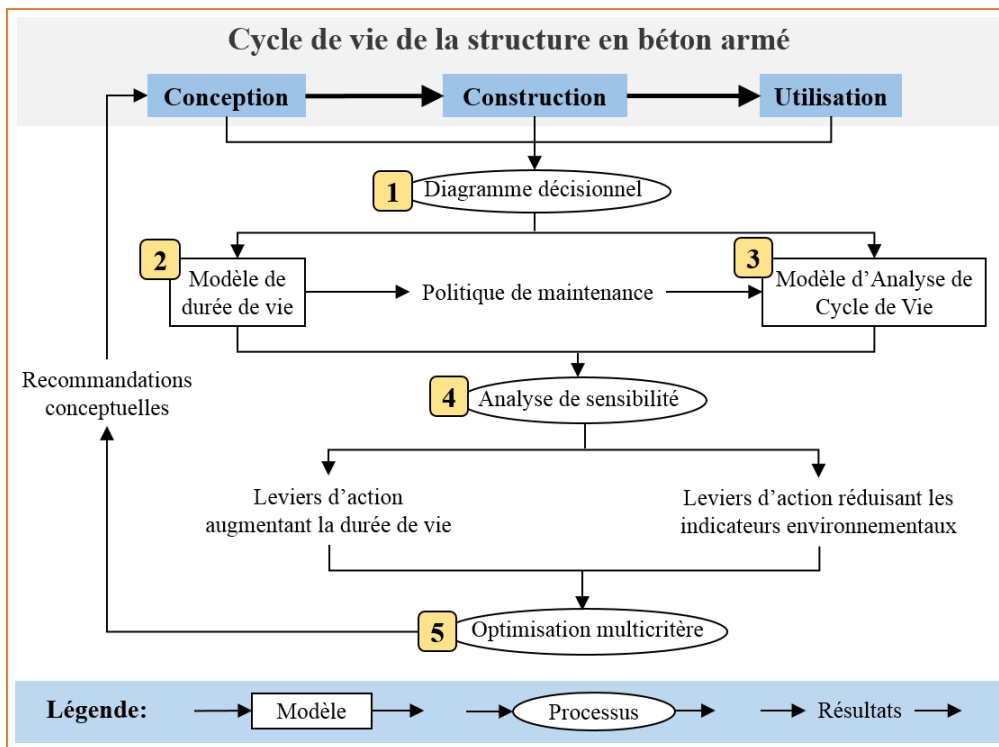 Cycle de vie de la structure en béton armé
Conception
Construction
Utilisation
1
Diagramme décisionnel
2
Modèle de
durée de vie
Politique de maintenance
3
Modèle d'Analyse de
Cycle de Vie
Recommandations
conceptuelles
4
Analyse de sensibilité
Leviers d'action
augmentant la durée de vie
Leviers d'action réduisant les
indicateurs environnementaux
5
Optimisation multicritère
Légende:
Modèle
Processus
Résultats